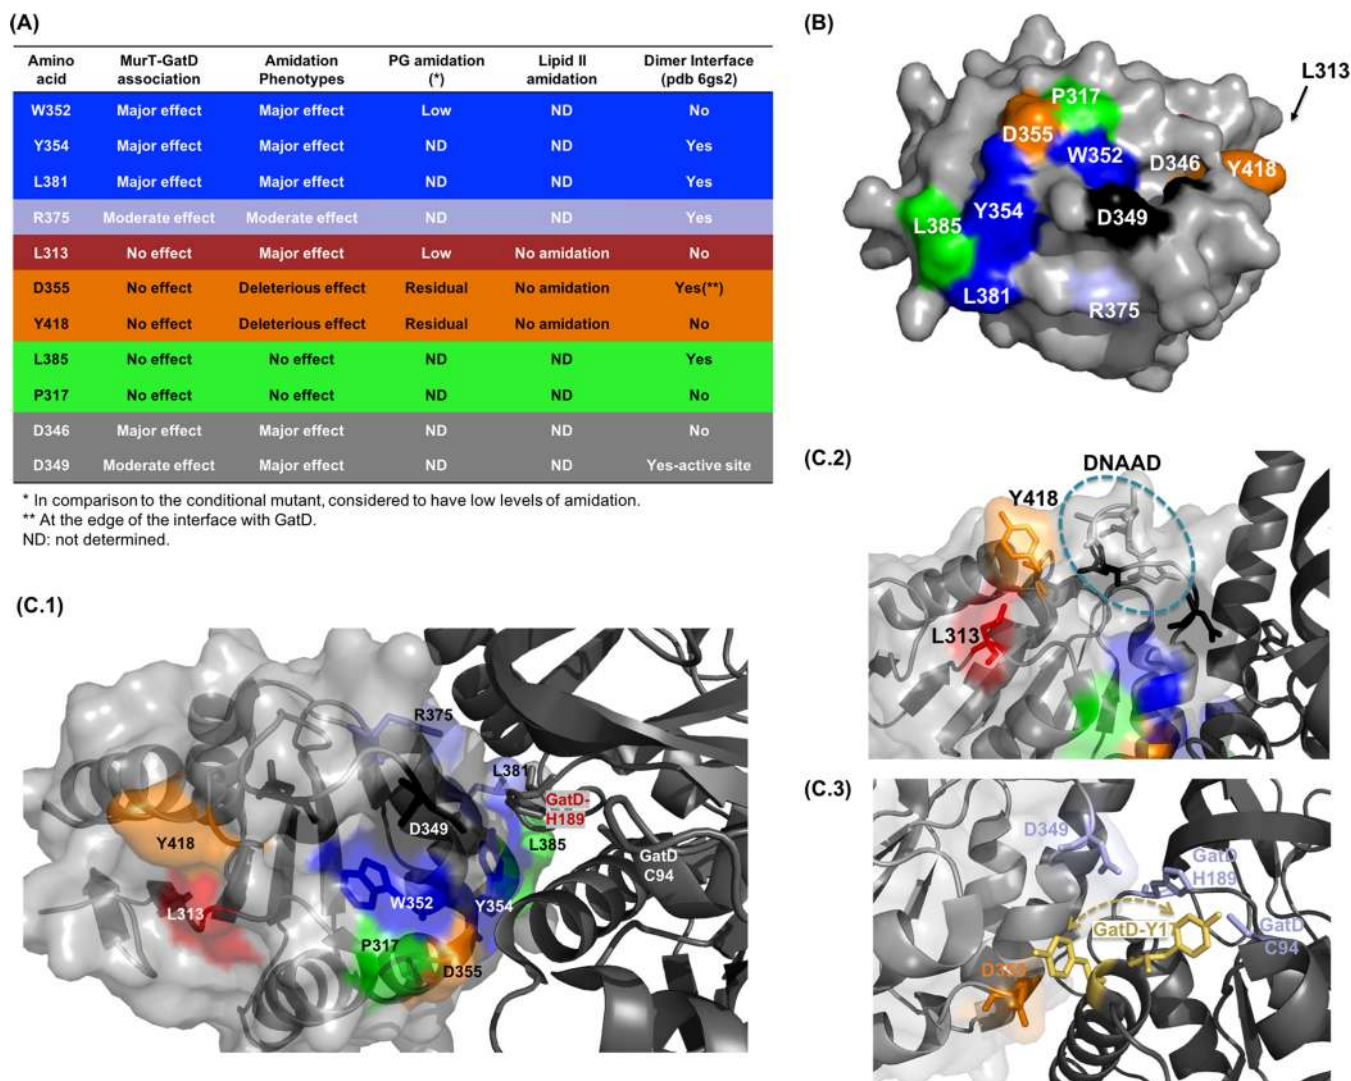 (A)
Amino acid MurT-GatD association Amidation Phenotypes PG amidation (*) Lipid II amidation Dimer Interface (pdb 6gs2)
W352 Major effect Major effect Low ND No
Y354 Major effect Major effect ND ND Yes
L381 Major effect Major effect ND ND Yes
R375 Moderate effect Moderate effect ND ND Yes
L313 No effect Major effect Low No amidation No
D355 No effect Deleterious effect Residual No amidation Yes(**)
Y418 No effect Deleterious effect Residual No amidation No
L385 No effect No effect ND ND Yes
P317 No effect No effect ND ND No
D346 Major effect Major effect ND ND No
D349 Moderate effect Major effect ND ND Yes-active site
* In comparison to the conditional mutant, considered to have low levels of amidation.
** At the edge of the interface with GatD.
ND: not determined.
(B)
L313
P317
D355
W352
D346
Y418
L385
Y354
D349
L381
R375
(C.1)
R375
L381
GatD-
H189
D349
L385
Y418
GatD
C94
L313
W352
Y354
P317
D355
(C.2)
DNAAD
Y418
L313
(C.3)
D349
GatD
H189
GatD-Y17
GatD
C94